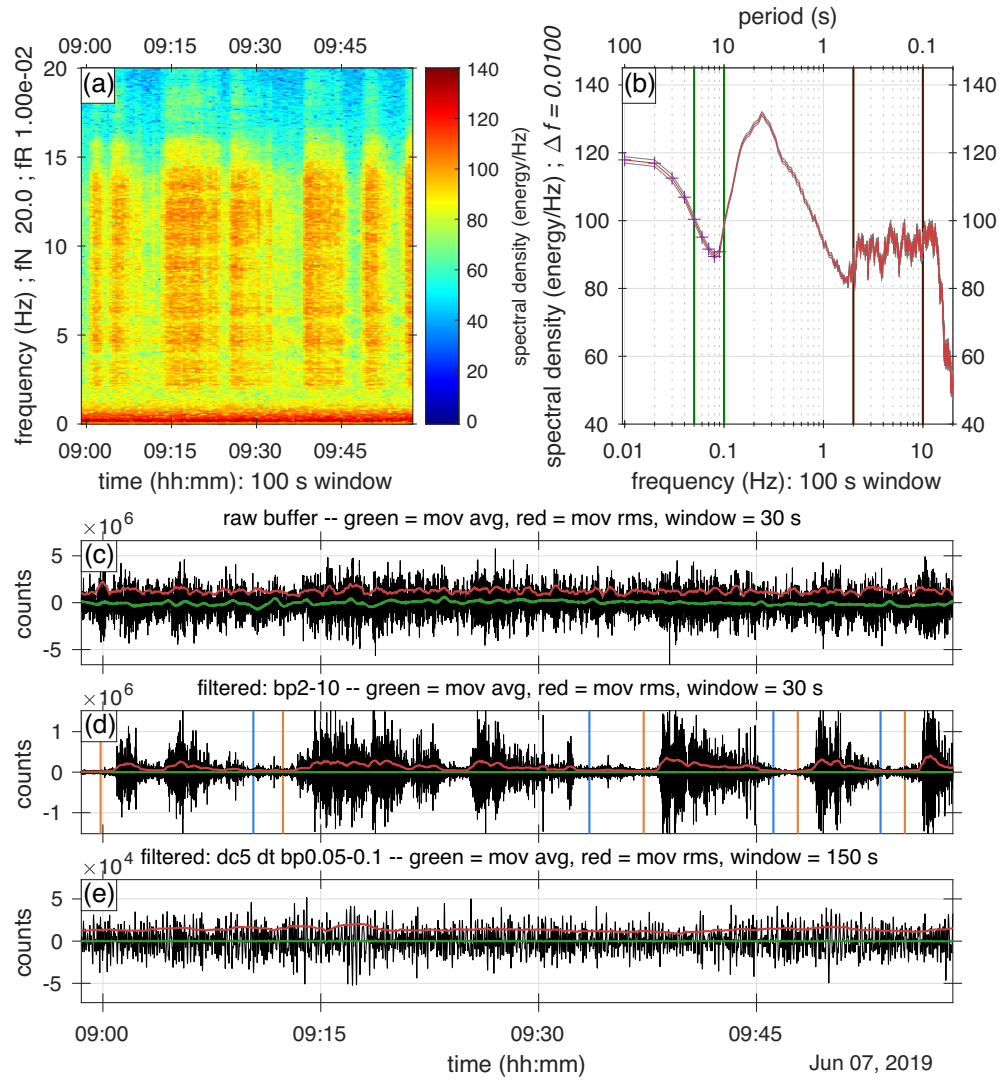 09:00 09:15 09:30 09:45
(a)
20
15
10
5
0
frequency (Hz) ; fN 20.0 ; fR 1.00e-02
09:00 09:15 09:30 09:45
time (hh:mm): 100 s window
140
120
100
80
60
40
20
0
spectral density (energy/Hz)
period (s)
100 10 1 0.1
(b)
140 140
120 120
100 100
80 80
60 60
40 40
spectral density (energy/Hz) ; Δf = 0.0100
0.01 0.1 1 10
frequency (Hz): 100 s window
×10^6
raw buffer -- green = mov avg, red = mov rms, window = 30 s
(c)
5
0
-5
counts
×10^6
filtered: bp2-10 -- green = mov avg, red = mov rms, window = 30 s
(d)
1
0
-1
counts
×10^4
filtered: dc5 dt bp0.05-0.1 -- green = mov avg, red = mov rms, window = 150 s
(e)
5
0
-5
counts
09:00 09:15 09:30 09:45
time (hh:mm)
Jun 07, 2019